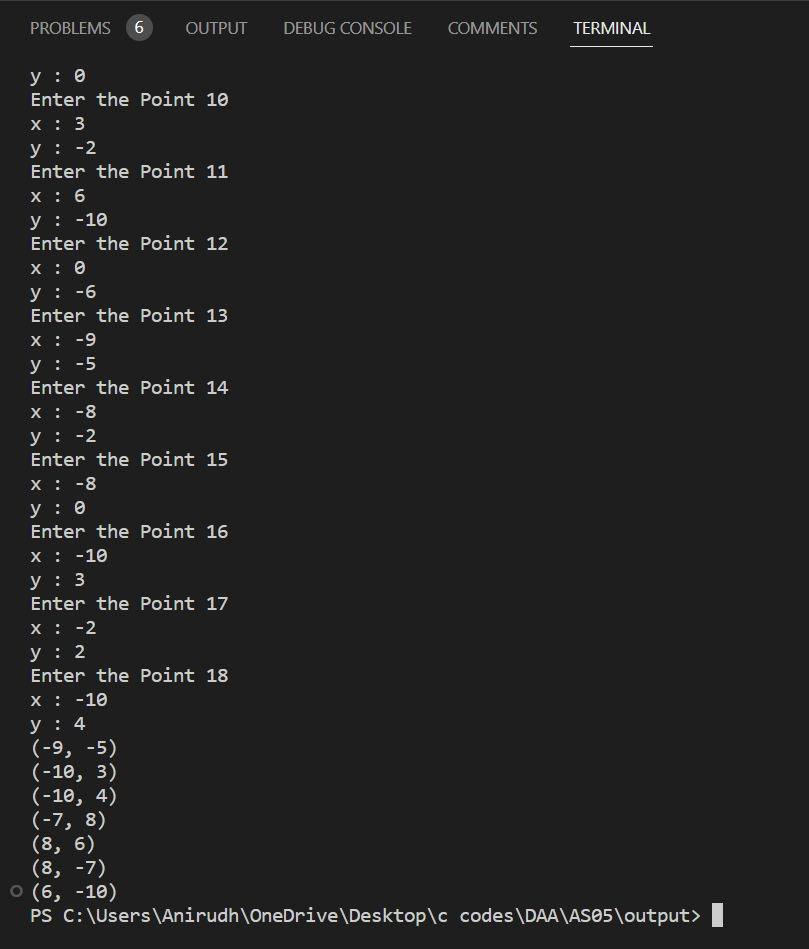 PROBLEMS 6 OUTPUT DEBUG CONSOLE COMMENTS TERMINAL
y : 0
Enter the Point 10
x : 3
y : -2
Enter the Point 11
x : 6
y : -10
Enter the Point 12
x : 0
y : -6
Enter the Point 13
x : -9
y : -5
Enter the Point 14
x : -8
y : -2
Enter the Point 15
x : -8
y : 0
Enter the Point 16
x : -10
y : 3
Enter the Point 17
x : -2
y : 2
Enter the Point 18
x : -10
y : 4
(-9, -5)
(-10, 3)
(-10, 4)
(-7, 8)
(8, 6)
(8, -7)
(6, -10)
PS C:\Users\Anirudh\OneDrive\Desktop\c codes\DAA\AS05\output>